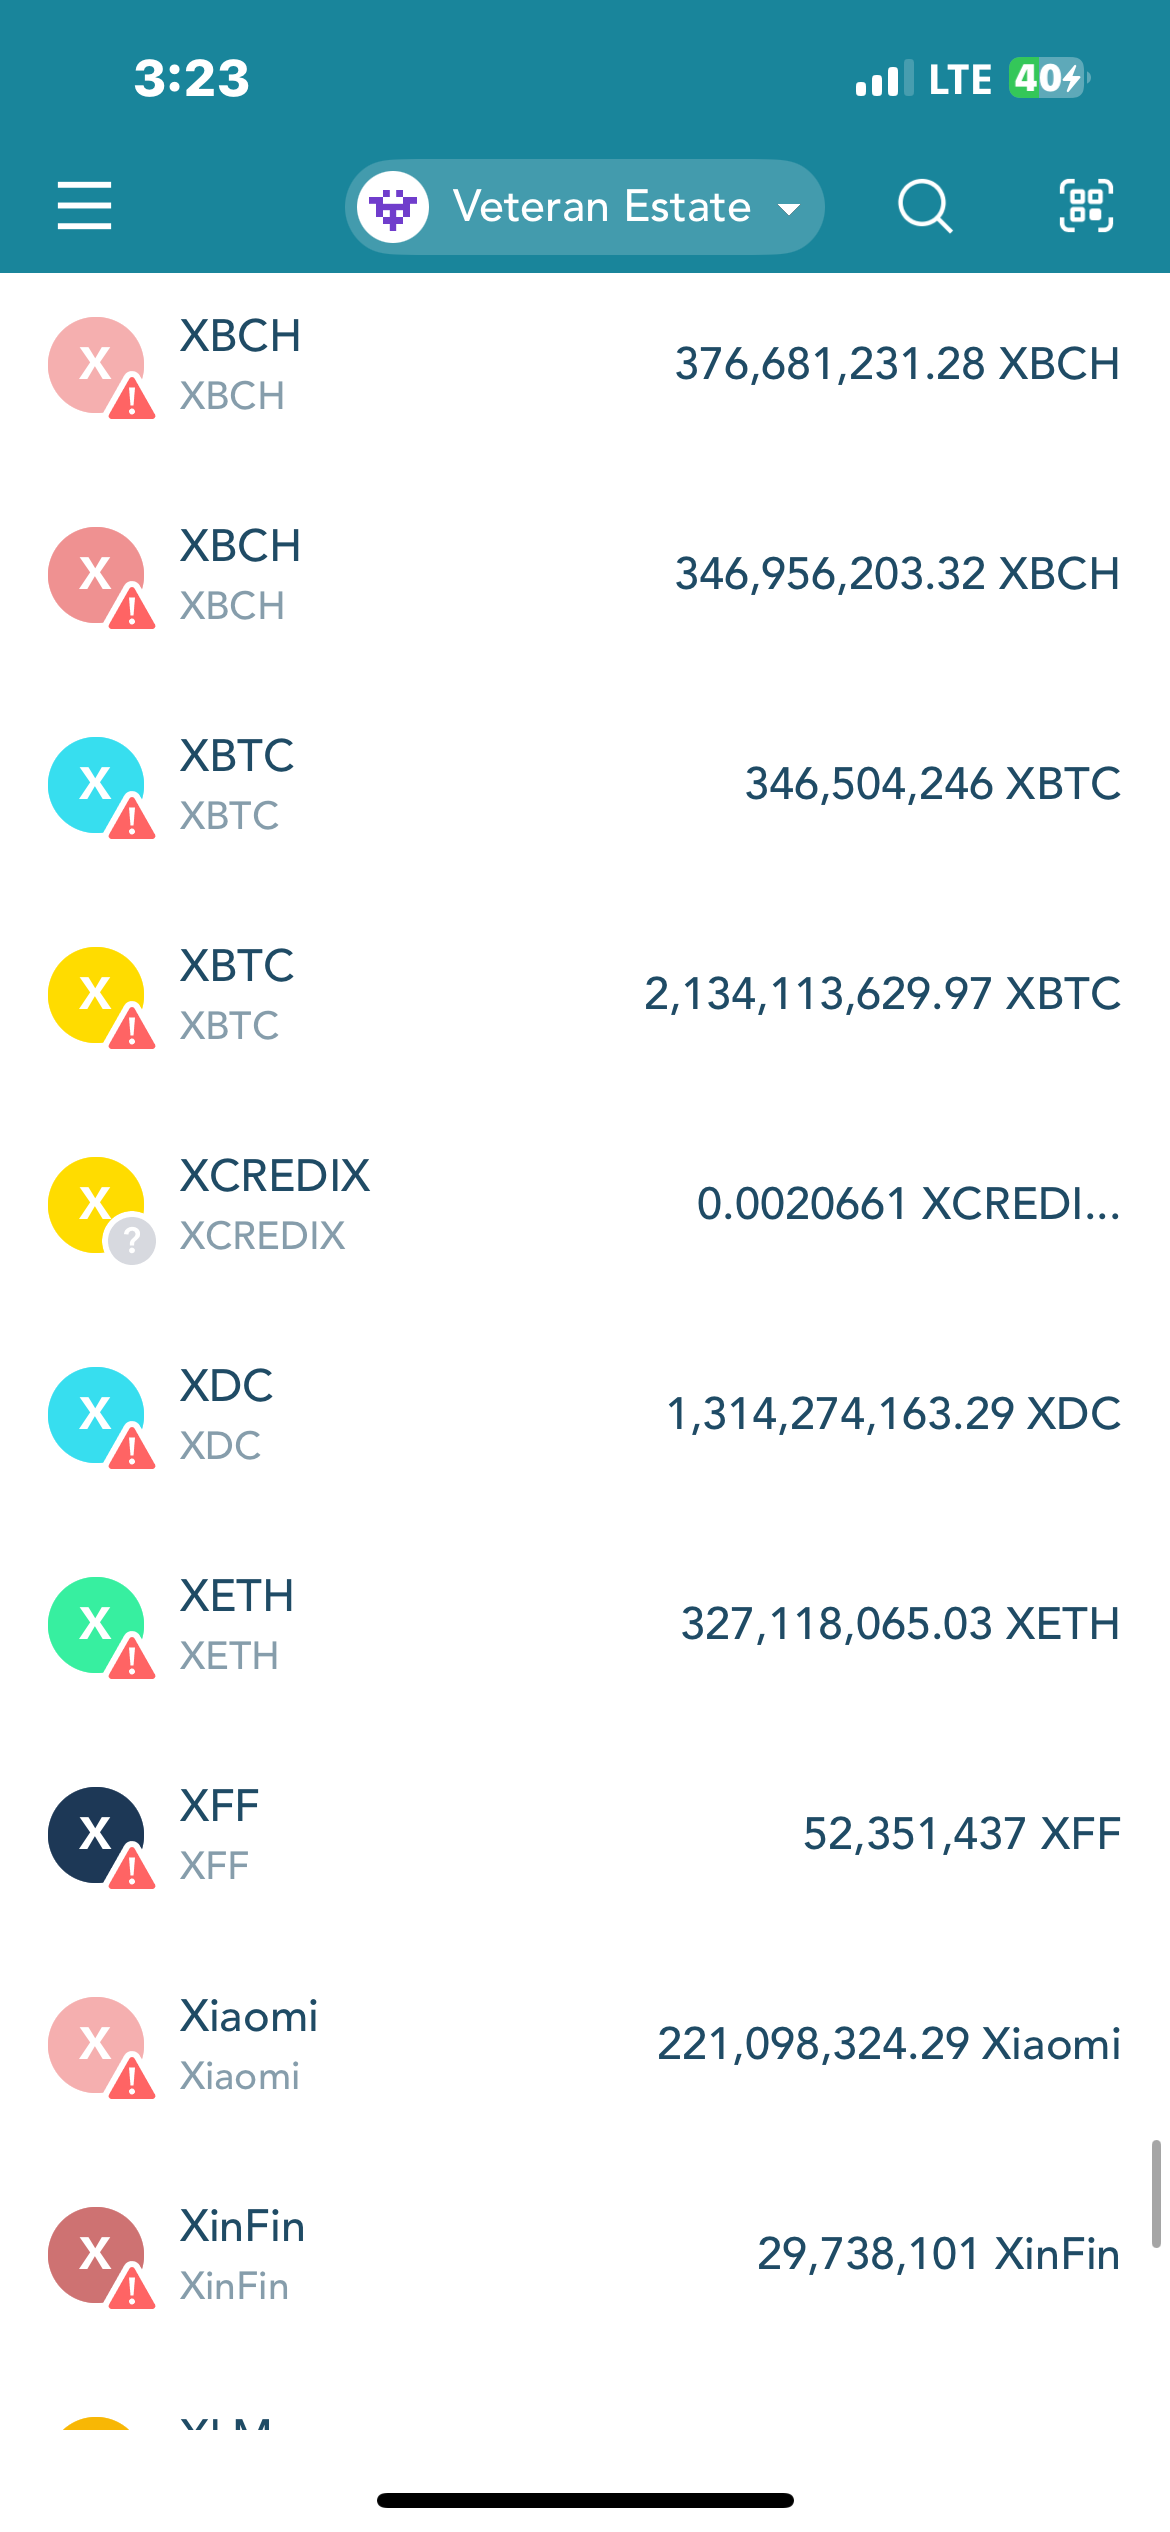 3:23
LTE 40
Veteran Estate
X ! XBCH 376,681,231.28 XBCH
XBCH
X ! XBCH 346,956,203.32 XBCH
XBCH
X ! XBTC 346,504,246 XBTC
XBTC
X ! XBTC 2,134,113,629.97 XBTC
XBTC
X ? XCREDIX 0.0020661 XCREDI...
XCREDIX
X ! XDC 1,314,274,163.29 XDC
XDC
X ! XETH 327,118,065.03 XETH
XETH
X ! XFF 52,351,437 XFF
XFF
X ! Xiaomi 221,098,324.29 Xiaomi
Xiaomi
X ! XinFin 29,738,101 XinFin
XinFin
XLM